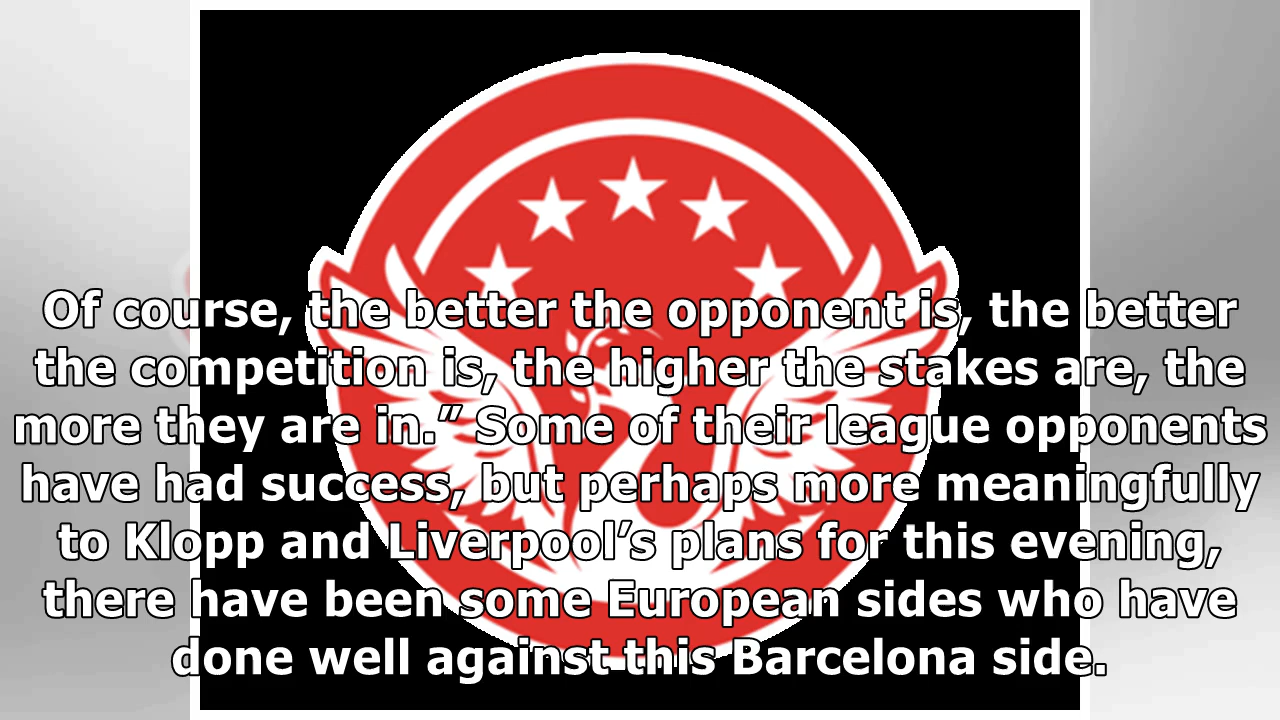 Of course, the better the opponent is, the better
the competition is, the higher the stakes are, the
more they are in.” Some of their league opponents
have had success, but perhaps more meaningfully
to Klopp and Liverpool’s plans for this evening,
there have been some European sides who have
done well against this Barcelona side.